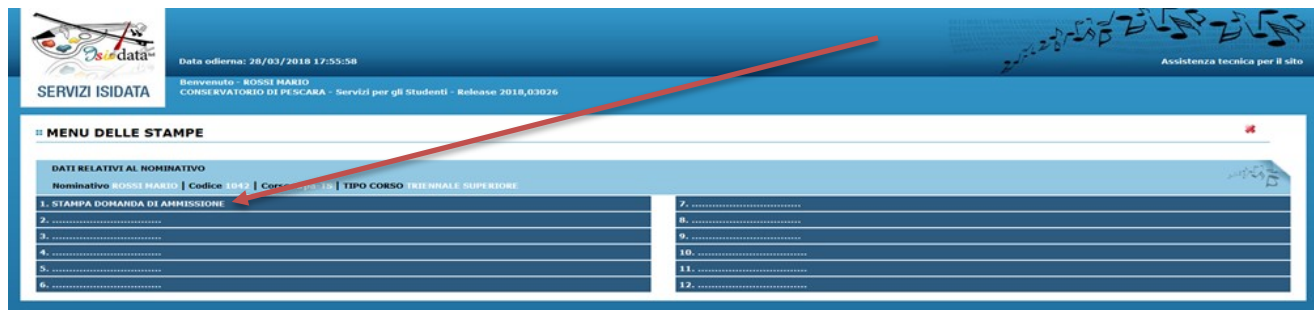 Isidata
Data odierna: 28/03/2018 17:55:58
Assistenza tecnica per il sito
SERVIZI ISIDATA
Benvenuto - ROSSI MARIO
CONSERVATORIO DI PESCARA - Servizi per gli Studenti - Release 2018,03026
MENU DELLE STAMPE
DATI RELATIVI AL NOMINATIVO
Nominativo ROSSI MARIO | Codice 1042 | Corso | TIPO CORSO TRIENNALE SUPERIORE
1. STAMPA DOMANDA DI AMMISSIONE
2. ..............................
3. ..............................
4. ..............................
5. ..............................
6. ..............................
7. ..............................
8. ..............................
9. ..............................
10. ..............................
11. ..............................
12. ..............................